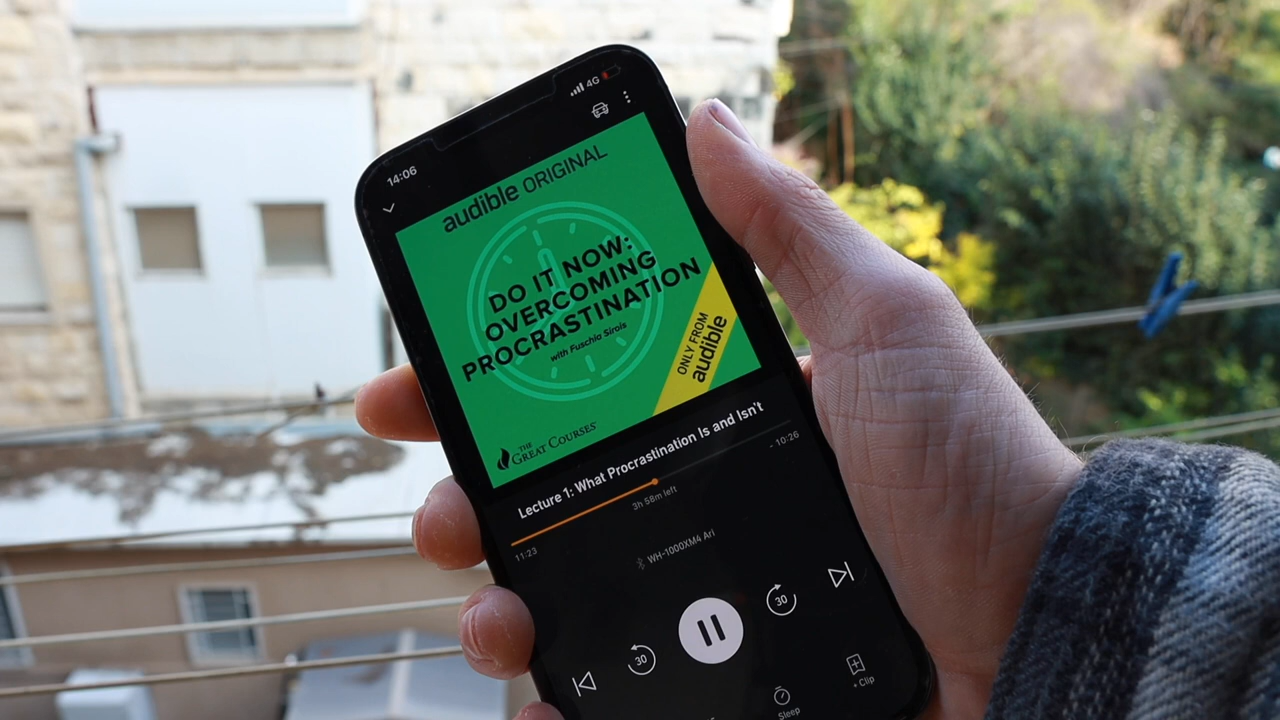 14:06
4G
audible ORIGINAL
DO IT NOW:
OVERCOMING
PROCRASTINATION
with Fuschia Sirois
ONLY FROM
audible
THE
GREAT COURSES
Lecture 1: What Procrastination Is and Isn't
11:23
3h 58m left
- 10:26
WH-1000XM4 Ari
30
30
Sleep
+ Clip